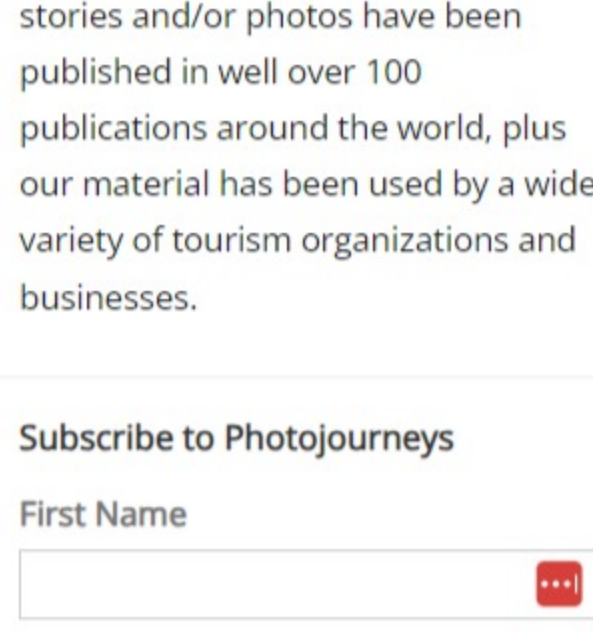 stories and/or photos have been
published in well over 100
publications around the world, plus
our material has been used by a wide
variety of tourism organizations and
businesses.
Subscribe to Photojourneys
First Name